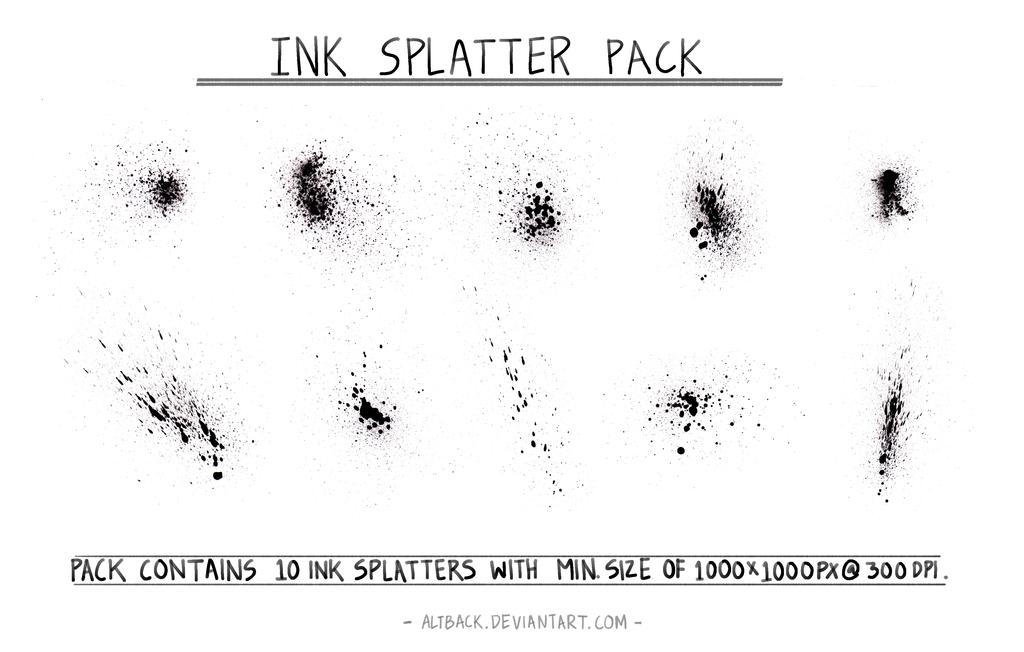 INK SPLATTER PACK
PACK CONTAINS 10 INK SPLATTERS WITH MIN. SIZE OF 1000X1000PX@300DPI.
- ALTBACK.DEVIANTART.COM -